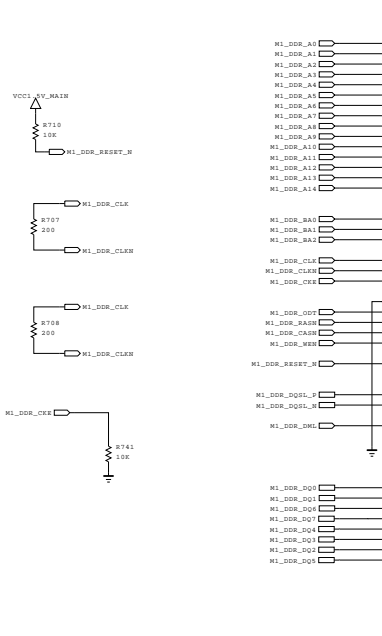 VCC1.5V_MAIN
R710
10K
M1_DDR_RESET_N
M1_DDR_CLK
R707
200
M1_DDR_CLKN
M1_DDR_CLK
R708
200
M1_DDR_CLKN
M1_DDR_CKE
R741
10K
M1_DDR_A0
M1_DDR_A1
M1_DDR_A2
M1_DDR_A3
M1_DDR_A4
M1_DDR_A5
M1_DDR_A6
M1_DDR_A7
M1_DDR_A8
M1_DDR_A9
M1_DDR_A10
M1_DDR_A11
M1_DDR_A12
M1_DDR_A13
M1_DDR_A14
M1_DDR_BA0
M1_DDR_BA1
M1_DDR_BA2
M1_DDR_CLK
M1_DDR_CLKN
M1_DDR_CKE
M1_DDR_ODT
M1_DDR_RASN
M1_DDR_CASN
M1_DDR_WEN
M1_DDR_RESET_N
M1_DDR_DQSL_P
M1_DDR_DQSL_N
M1_DDR_DML
M1_DDR_DQ0
M1_DDR_DQ1
M1_DDR_DQ6
M1_DDR_DQ7
M1_DDR_DQ4
M1_DDR_DQ3
M1_DDR_DQ2
M1_DDR_DQ5